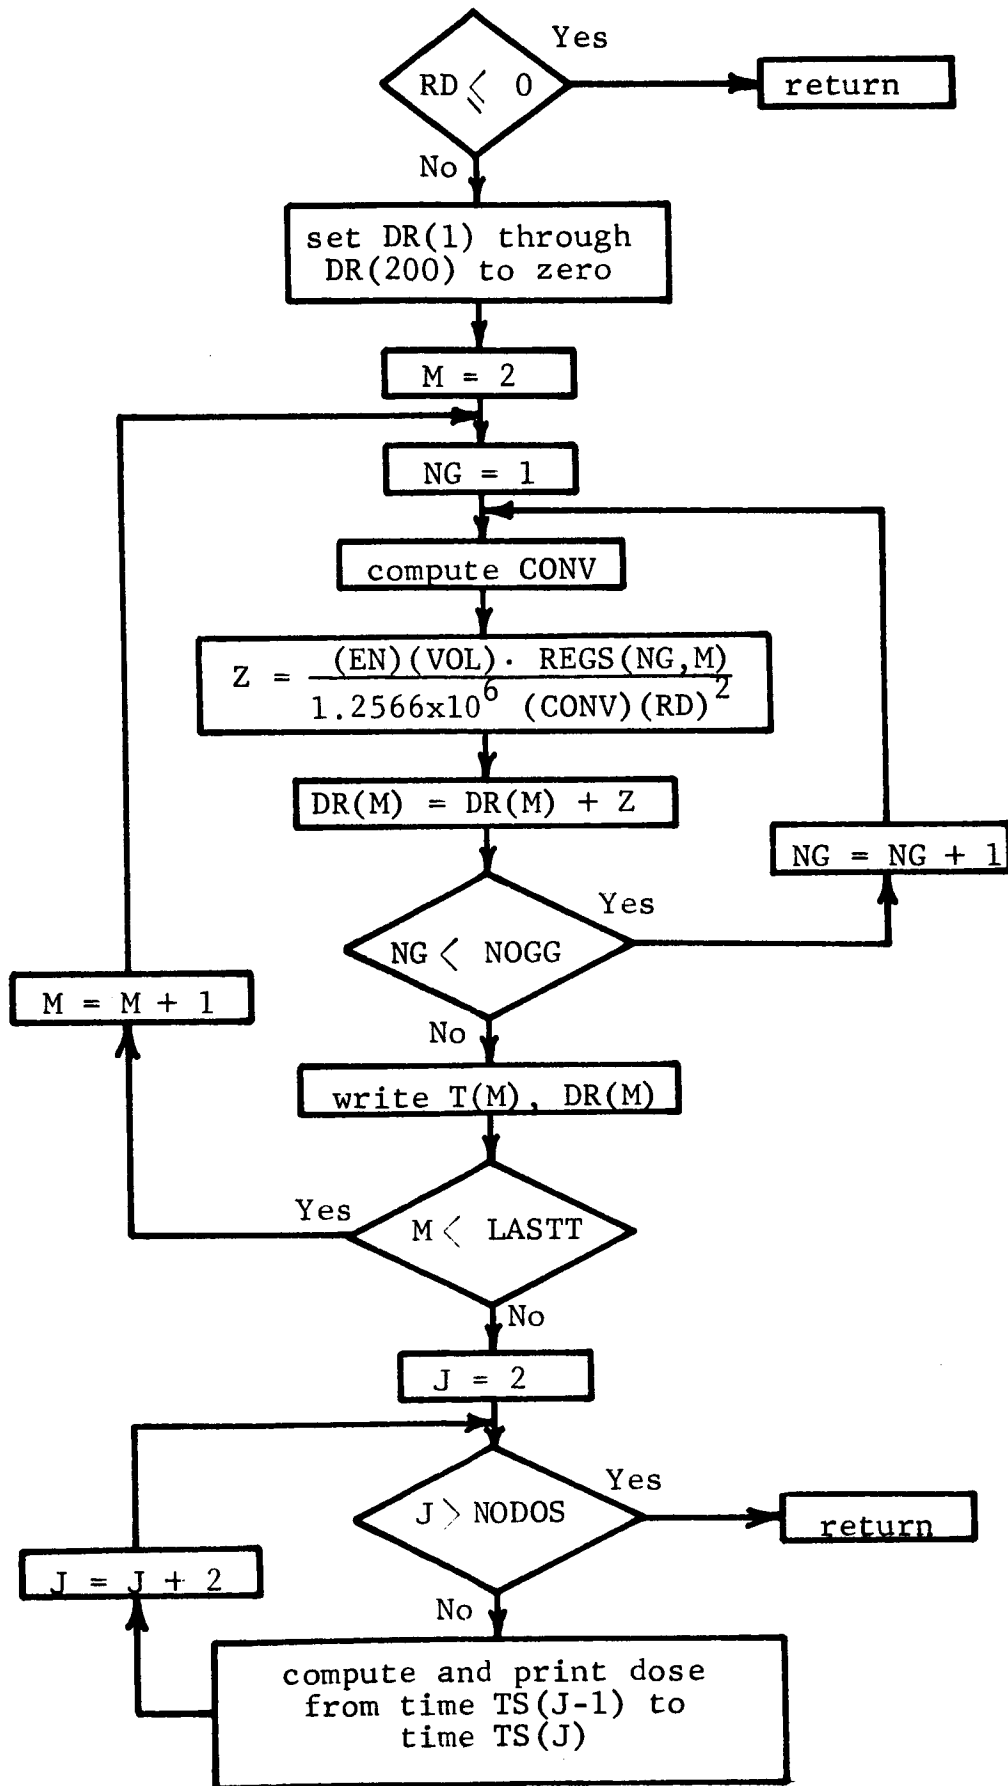 Yes
RD ⩽ 0
return
No
set DR(1) through
DR(200) to zero
M = 2
NG = 1
compute CONV
Z = (EN)(VOL)· REGS(NG,M)
1.2566x10^6 (CONV)(RD)^2
DR(M) = DR(M) + Z
NG = NG + 1
Yes
NG < NOGG
M = M + 1
No
write T(M), DR(M)
Yes
M < LASTT
No
J = 2
Yes
J > NODOS
return
J = J + 2
No
compute and print dose
from time TS(J-1) to
time TS(J)